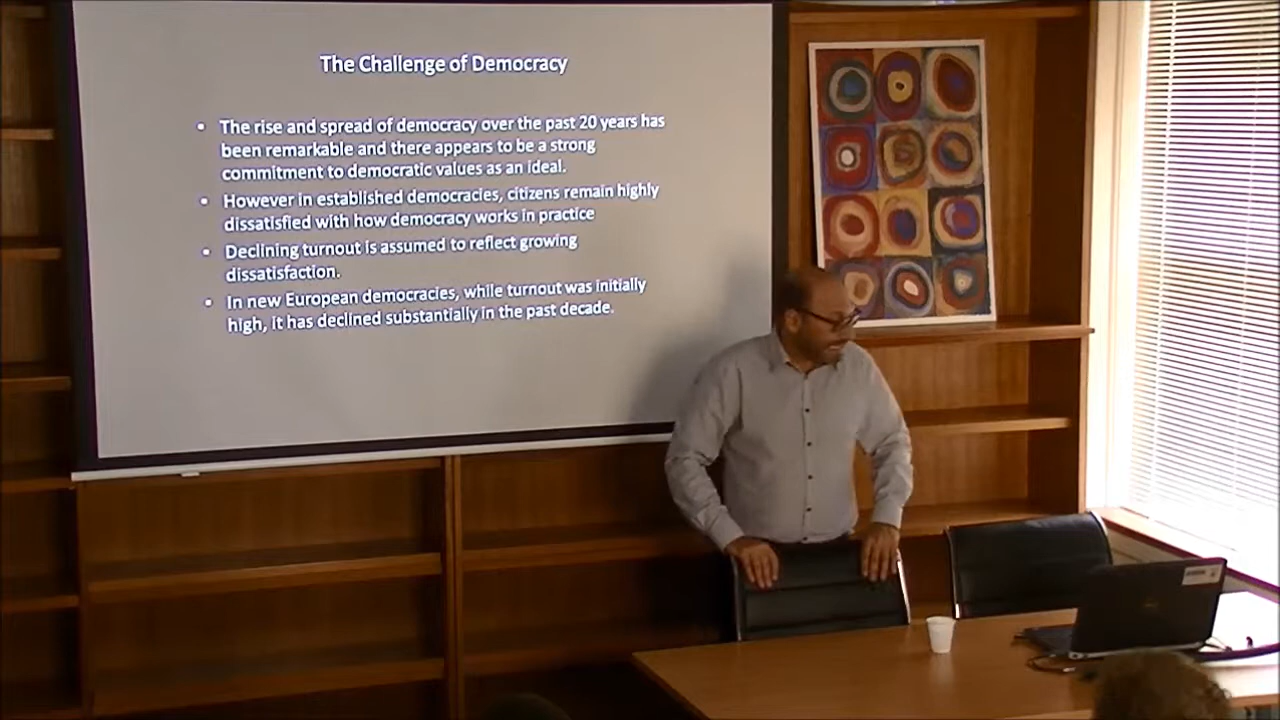 The Challenge of Democracy
• The rise and spread of democracy over the past 20 years has
been remarkable and there appears to be a strong
commitment to democratic values as an ideal.
• However in established democracies, citizens remain highly
dissatisfied with how democracy works in practice
• Declining turnout is assumed to reflect growing
dissatisfaction.
• In new European democracies, while turnout was initially
high, it has declined substantially in the past decade.